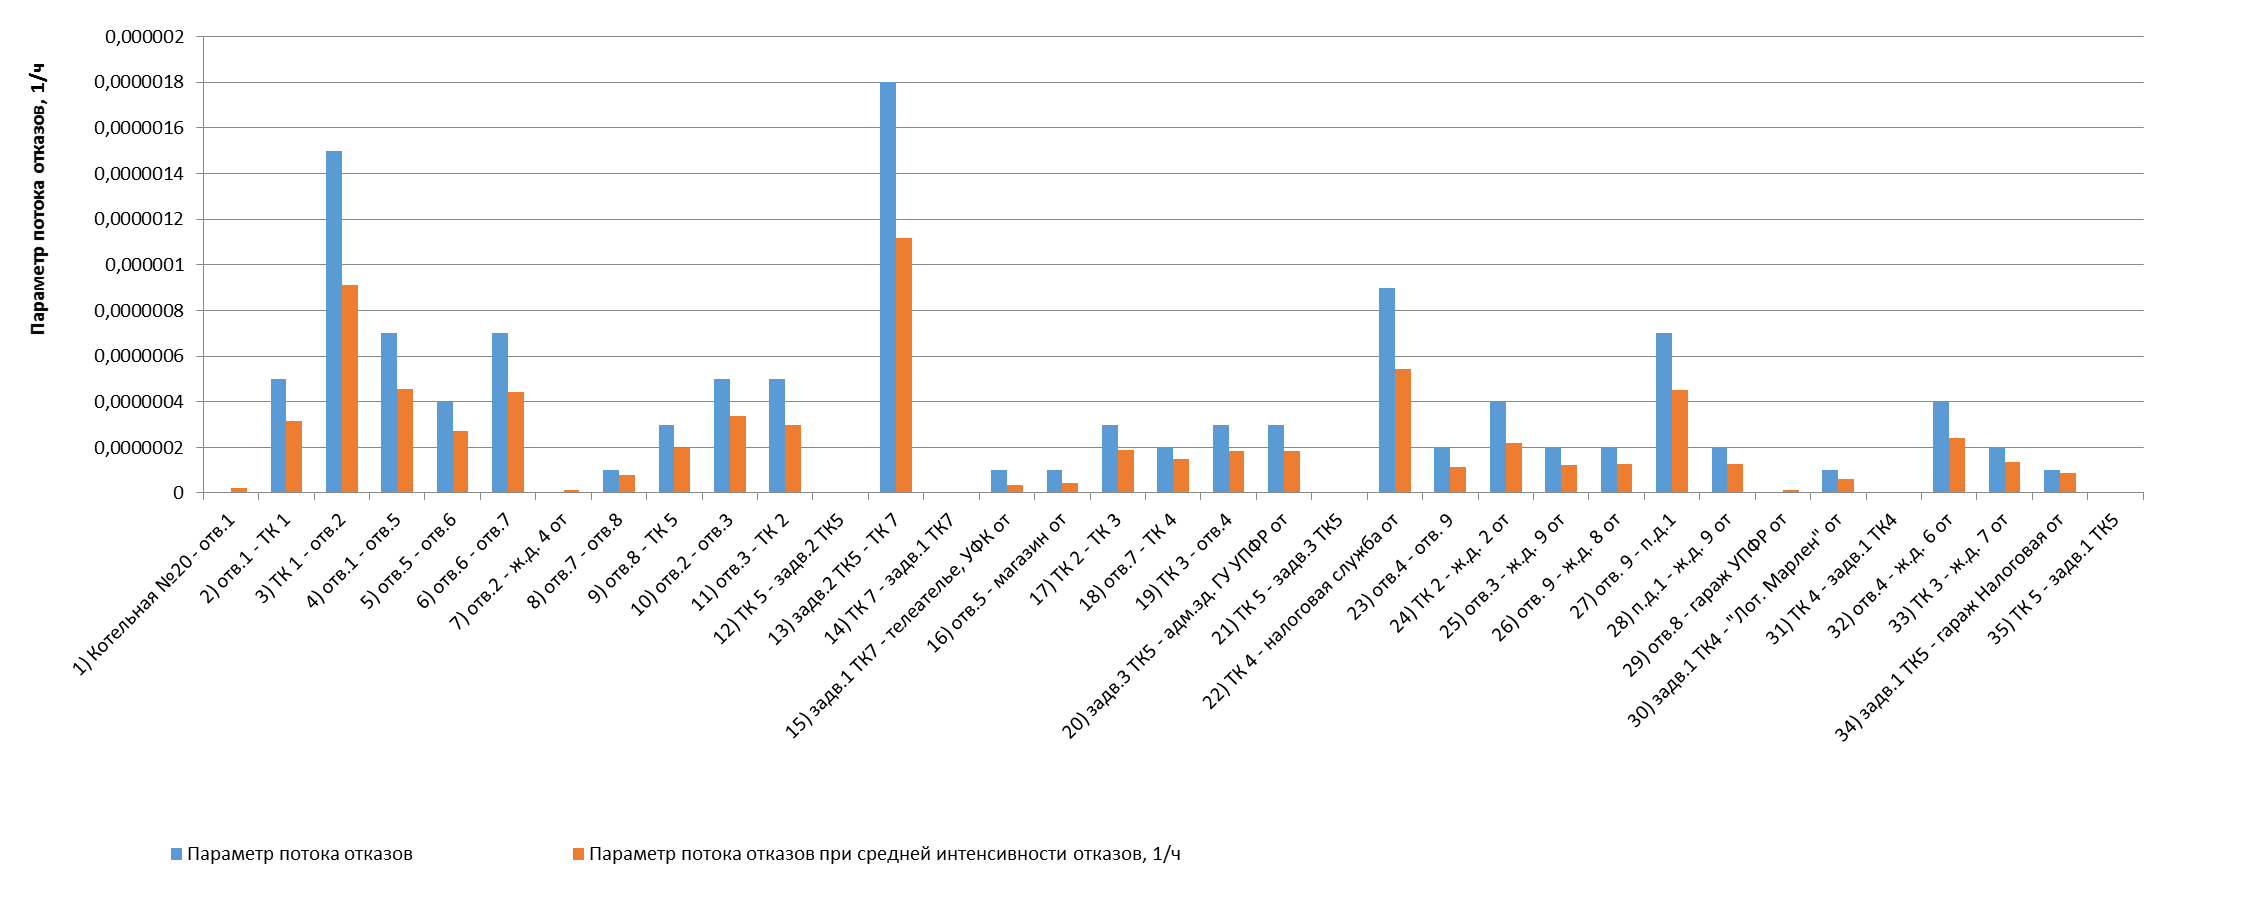 Параметр потока отказов, 1/ч
0,000002
0,0000018
0,0000016
0,0000014
0,0000012
0,000001
0,0000008
0,0000006
0,0000004
0,0000002
0
1) Котельная №20 - отв.1
2) отв.1 - ТК 1
3) ТК 1 - отв.2
4) отв.1 - отв.5
5) отв.5 - отв.6
6) отв.6 - отв.7
7) отв.2 - ж.д. 4 от
8) отв.7 - отв.8
9) отв.8 - ТК 5
10) отв.2 - отв.3
11) отв.3 - ТК 2
12) ТК 5 - задв.2 ТК5
13) задв.2 ТК5 - ТК 7
14) ТК 7 - задв.1 ТК7
15) задв.1 ТК7 - телеателье, УФК от
16) отв.5 - магазин от
17) ТК 2 - ТК 3
18) отв.7 - ТК 4
19) ТК 3 - отв.4
20) задв.3 ТК5 - адм.зд. ГУ УПФР от
21) ТК 5 - задв.3 ТК5
22) ТК 4 - налоговая служба от
23) отв.4 - отв. 9
24) ТК 2 - ж.д. 2 от
25) отв.3 - ж.д. 9 от
26) отв. 9 - ж.д. 8 от
27) отв. 9 - п.д.1
28) п.д.1 - ж.д. 9 от
29) отв.8 - гараж УПФР от
30) задв.1 ТК4 - "Лот. Марлен" от
31) ТК 4 - задв.1 ТК4
32) отв.4 - ж.д. 6 от
33) ТК 3 - ж.д. 7 от
34) задв.1 ТК5 - гараж Налоговая от
35) ТК 5 - задв.1 ТК5
Параметр потока отказов
Параметр потока отказов при средней интенсивности отказов, 1/ч